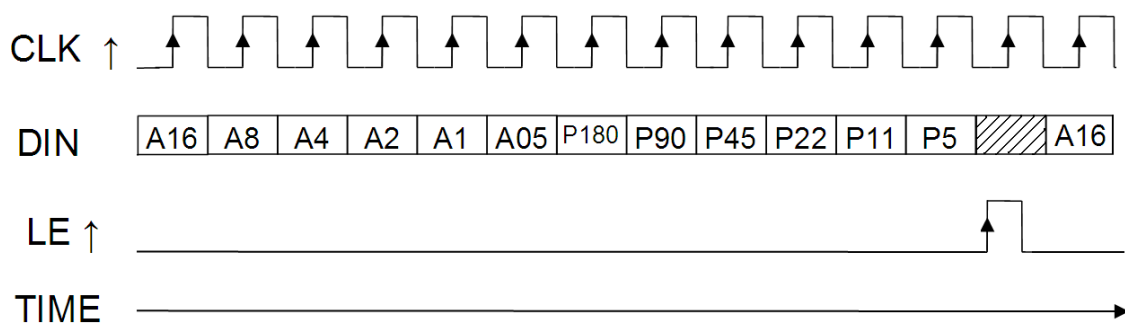 CLK ↑
DIN A16 A8 A4 A2 A1 A05 P180 P90 P45 P22 P11 P5 A16
LE ↑
TIME